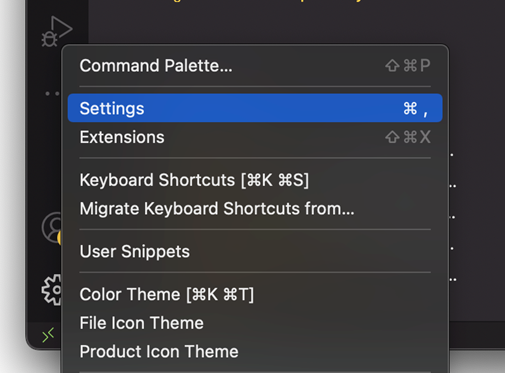 Command Palette... ⇧⌘P
Settings ⌘ ,
Extensions ⇧⌘X
Keyboard Shortcuts [⌘K ⌘S]
Migrate Keyboard Shortcuts from...
User Snippets
Color Theme [⌘K ⌘T]
File Icon Theme
Product Icon Theme